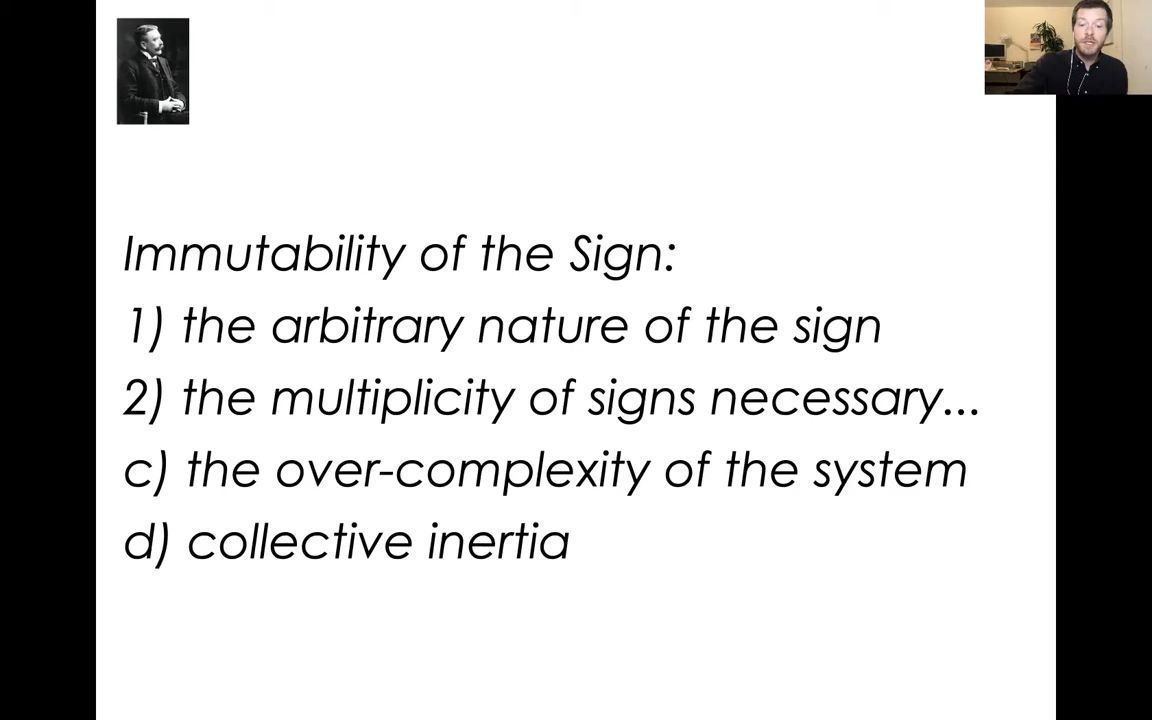 Immutability of the Sign:
1) the arbitrary nature of the sign
2) the multiplicity of signs necessary...
c) the over-complexity of the system
d) collective inertia